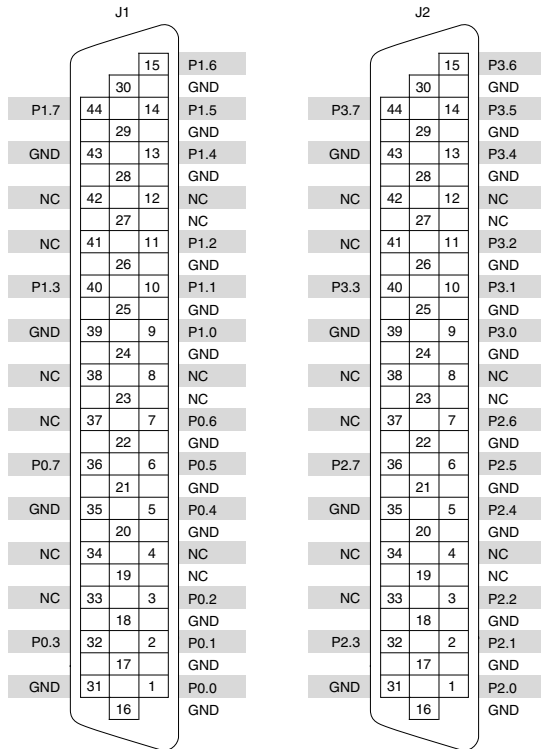 J1 J2
15 P1.6 15 P3.6
30 GND 30 GND
P1.7 44 14 P1.5 P3.7 44 14 P3.5
29 GND 29 GND
GND 43 13 P1.4 GND 43 13 P3.4
28 GND 28 GND
NC 42 12 NC NC 42 12 NC
27 NC 27 NC
NC 41 11 P1.2 NC 41 11 P3.2
26 GND 26 GND
P1.3 40 10 P1.1 P3.3 40 10 P3.1
25 GND 25 GND
GND 39 9 P1.0 GND 39 9 P3.0
24 GND 24 GND
NC 38 8 NC NC 38 8 NC
23 NC 23 NC
NC 37 7 P0.6 NC 37 7 P2.6
22 GND 22 GND
P0.7 36 6 P0.5 P2.7 36 6 P2.5
21 GND 21 GND
GND 35 5 P0.4 GND 35 5 P2.4
20 GND 20 GND
NC 34 4 NC NC 34 4 NC
19 NC 19 NC
NC 33 3 P0.2 NC 33 3 P2.2
18 GND 18 GND
P0.3 32 2 P0.1 P2.3 32 2 P2.1
17 GND 17 GND
GND 31 1 P0.0 GND 31 1 P2.0
16 GND 16 GND